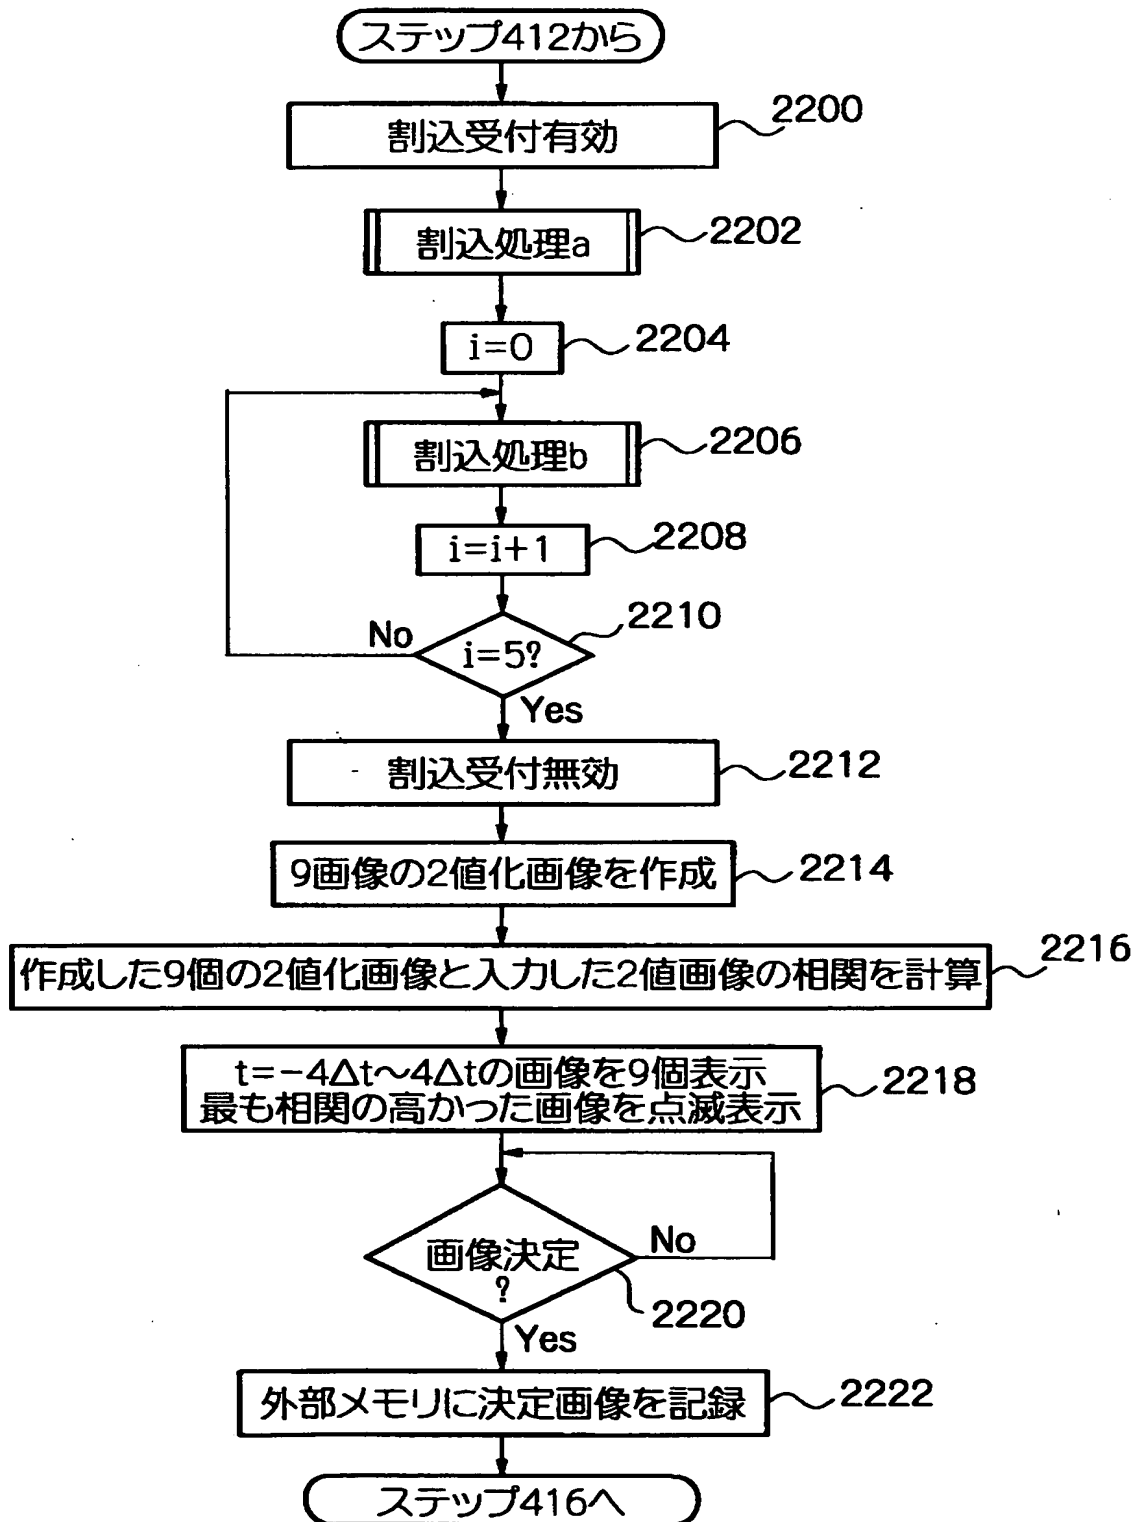 ステップ412から
割込受付有効
2200
割込処理a
2202
i=0
2204
割込処理b
2206
i=i+1
2208
i=5?
2210
No
Yes
割込受付無効
2212
9画像の2値化画像を作成
2214
作成した9個の2値化画像と入力した2値画像の相関を計算
2216
t=-4Δt~4Δtの画像を9個表示
最も相関の高かった画像を点滅表示
2218
画像決定
?
No
2220
Yes
外部メモリに決定画像を記録
2222
ステップ416へ